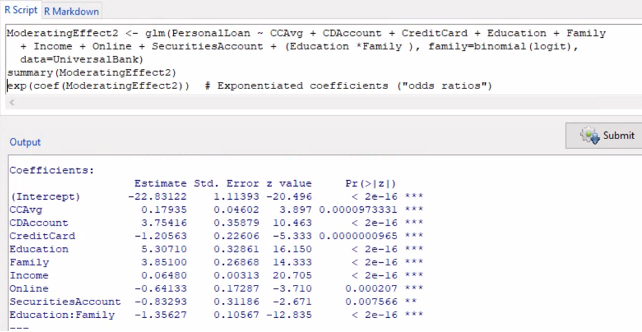 R Script R Markdown
ModeratingEffect2 <- glm(PersonalLoan ~ CCAvg + CDAccount + CreditCard + Education + Family
+ Income + Online + SecuritiesAccount + (Education *Family ), family=binomial(logit),
data=UniversalBank)
summary(ModeratingEffect2)
exp(coef(ModeratingEffect2)) # Exponentiated coefficients ("odds ratios")
Output
Submit
Coefficients:
Estimate Std. Error z value Pr(>|z|)
(Intercept) -22.83122 1.11393 -20.496 < 2e-16 ***
CCAvg 0.17935 0.04602 3.897 0.0000973331 ***
CDAccount 3.75416 0.35879 10.463 < 2e-16 ***
CreditCard -1.20563 0.22606 -5.333 0.0000000965 ***
Education 5.30710 0.32861 16.150 < 2e-16 ***
Family 3.85100 0.26868 14.333 < 2e-16 ***
Income 0.06480 0.00313 20.705 < 2e-16 ***
Online -0.64133 0.17287 -3.710 0.000207 ***
SecuritiesAccount -0.83293 0.31186 -2.671 0.007566 **
Education:Family -1.35627 0.10567 -12.835 < 2e-16 ***
---